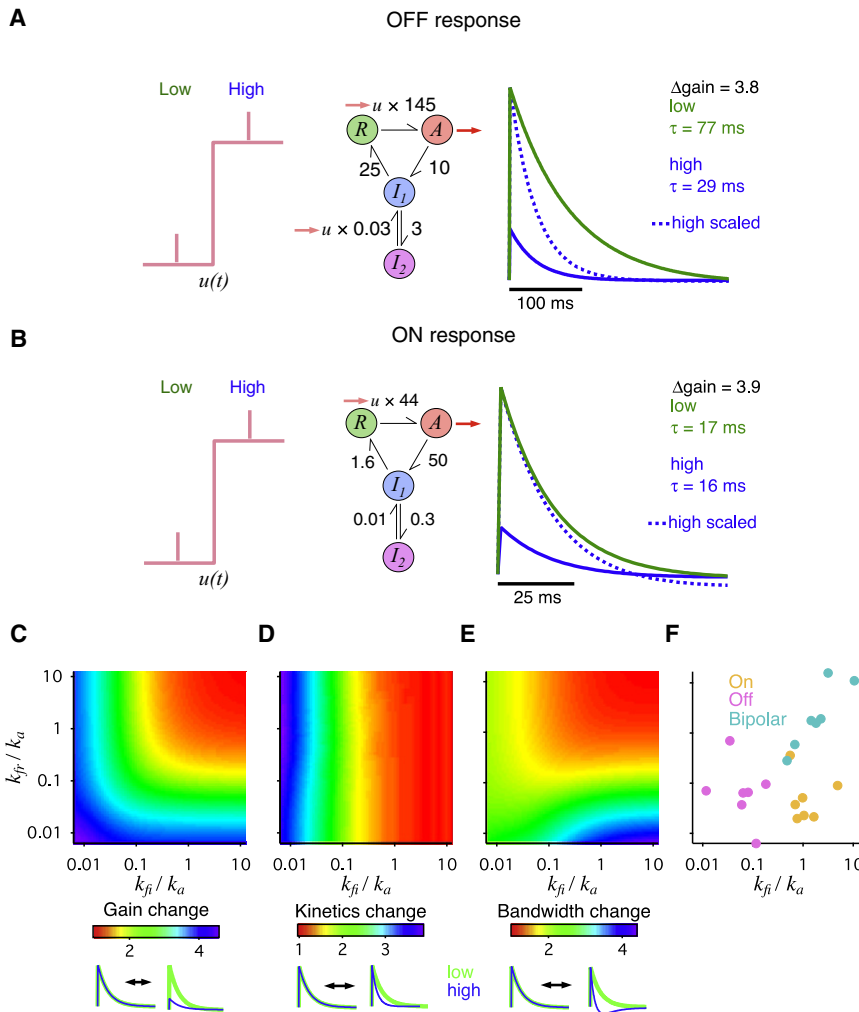 A
OFF response
Low
High
u(t)
u × 145
R
A
25
10
I1
u × 0.03
3
I2
Δgain = 3.8
low
τ = 77 ms
high
τ = 29 ms
high scaled
100 ms
B
ON response
Low
High
u(t)
u × 44
R
A
1.6
50
I1
0.01
0.3
I2
Δgain = 3.9
low
τ = 17 ms
high
τ = 16 ms
high scaled
25 ms
C
D
E
F
10
1
0.1
0.01
kfr / ka
0.01 0.1 1 10
kfi / ka
0.01 0.1 1 10
kfi / ka
0.01 0.1 1 10
kfi / ka
On
Off
Bipolar
0.01 0.1 1 10
kfi / ka
Gain change
2 4
Kinetics change
1 2 3
Bandwidth change
2 4
low
high